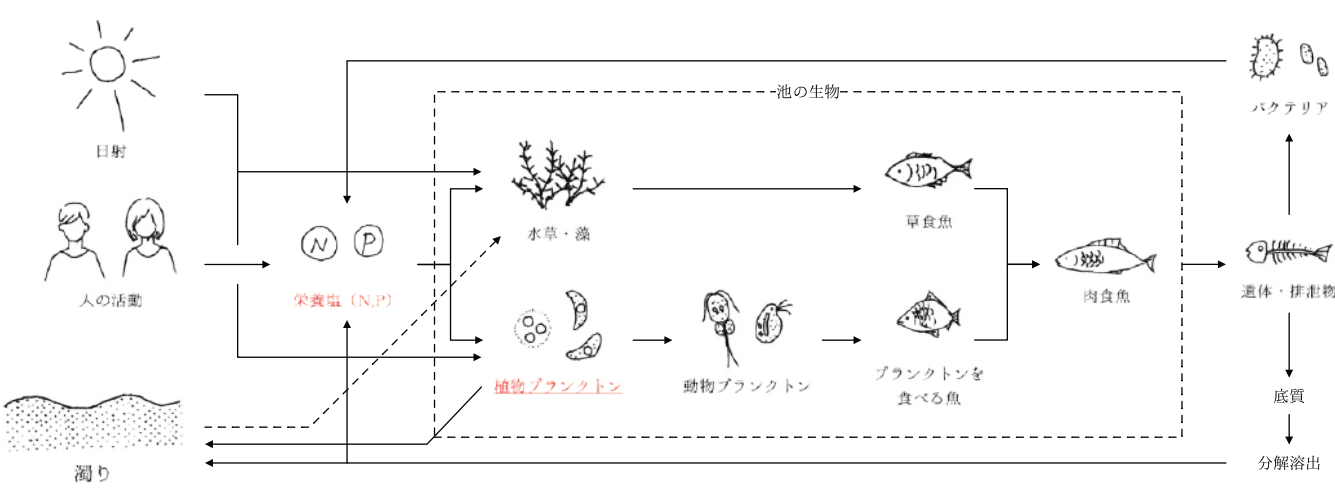 池の生物
バクテリア
日射
水草・藻
草食魚
N P
人の活動
栄養塩（N,P）
肉食魚
遺体・排泄物
植物プランクトン
動物プランクトン
プランクトンを
食べる魚
底質
濁り
分解溶出